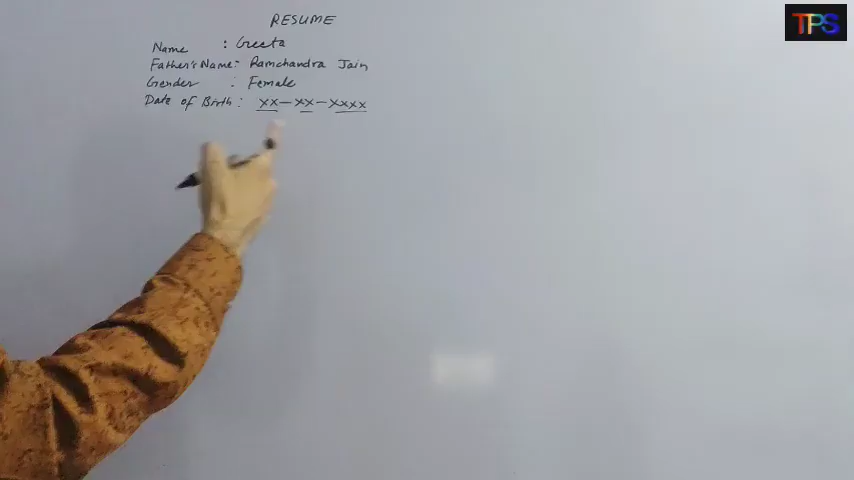 RESUME
Name : Geeta
Father's Name: Ramchandra Jain
Gender : Female
Date of Birth: XX-XX-XXXX
TPS